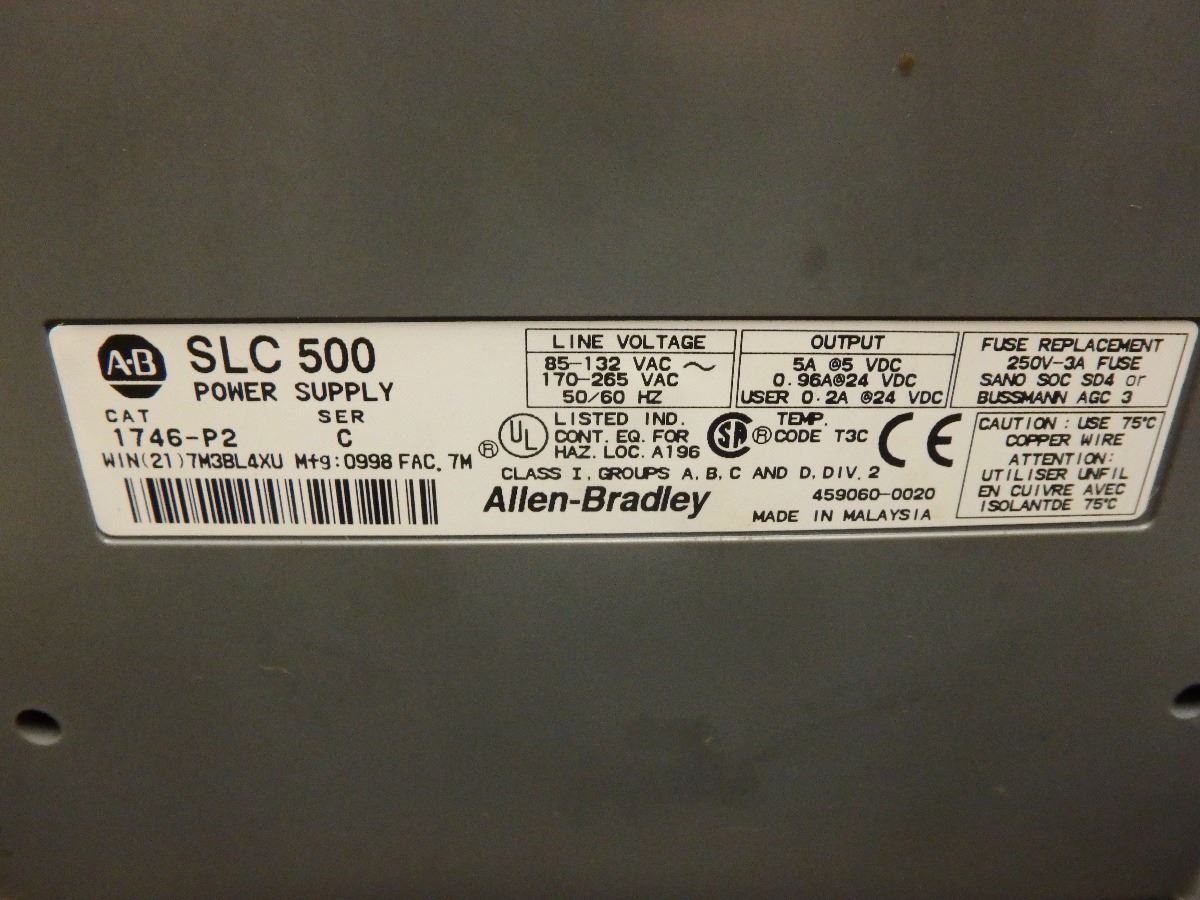 A-B
SLC 500
POWER SUPPLY
CAT SER
1746-P2 C
WIN(21)7M3BL4XU Mfg:0998 FAC. 7M
LINE VOLTAGE
85-132 VAC ~
170-265 VAC
50/60 HZ
OUTPUT
5A @5 VDC
0.96A@24 VDC
USER 0.2A @24 VDC
FUSE REPLACEMENT
250V-3A FUSE
SANO SOC SD4 or
BUSSMANN AGC 3
® UL
LISTED IND.
CONT. EQ. FOR
HAZ. LOC. A196
SA ®
TEMP.
CODE T3C
CE
CLASS I, GROUPS A, B, C AND D, DIV. 2
Allen-Bradley
459060-0020
MADE IN MALAYSIA
CAUTION : USE 75°C
COPPER WIRE
ATTENTION:
UTILISER UNFIL
EN CUIVRE AVEC
ISOLANTDE 75°C